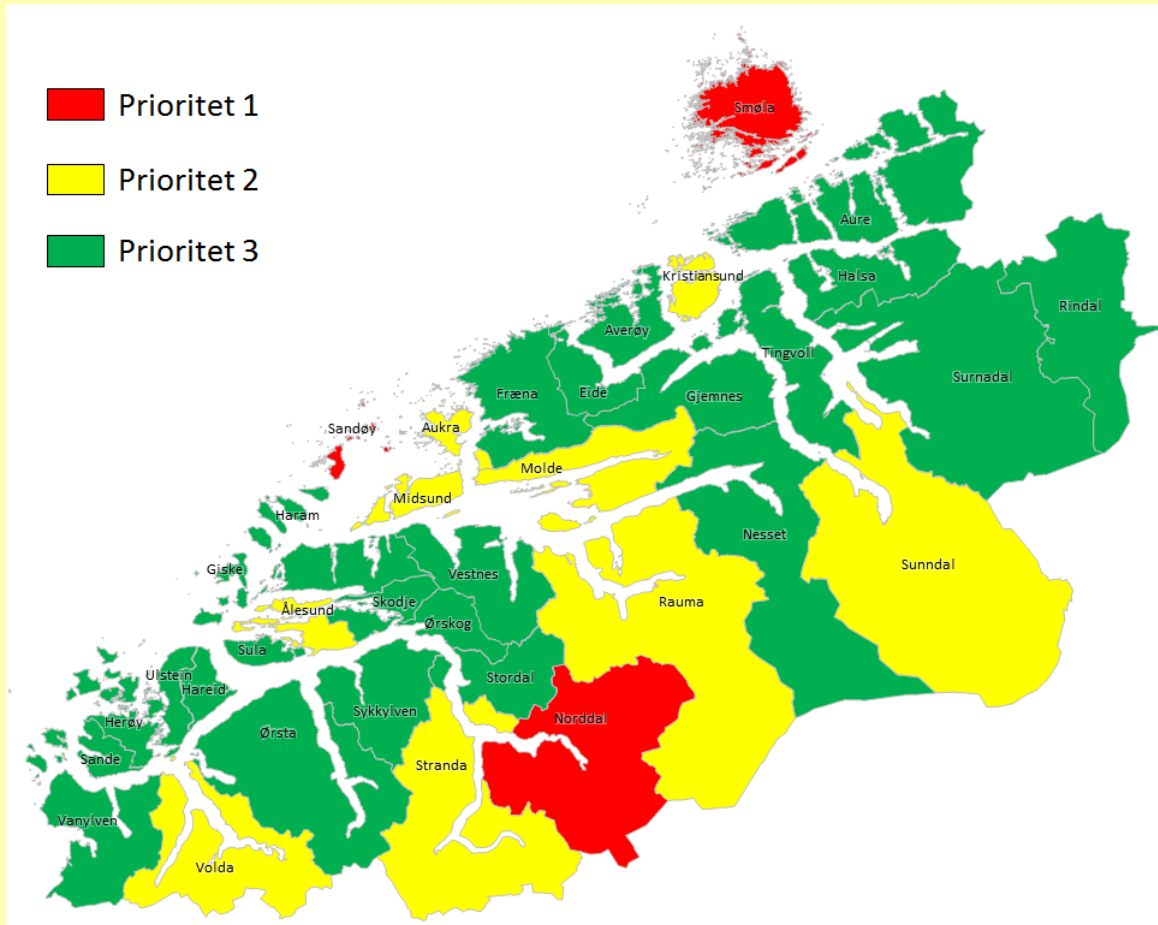 Prioritet 1
Prioritet 2
Prioritet 3
Smøla
Aure
Kristiansund
Halsa
Rindal
Averøy
Tingvoll
Surnadal
Fræna
Eide
Gjemnes
Sandøy
Aukra
Molde
Midsund
Haram
Nesset
Sunndal
Giske
Vestnes
Rauma
Skodje
Ålesund
Ørskog
Sula
Stordal
Ulstein
Hareid
Sykkylven
Norddal
Herøy
Ørsta
Sande
Stranda
Vanylven
Volda